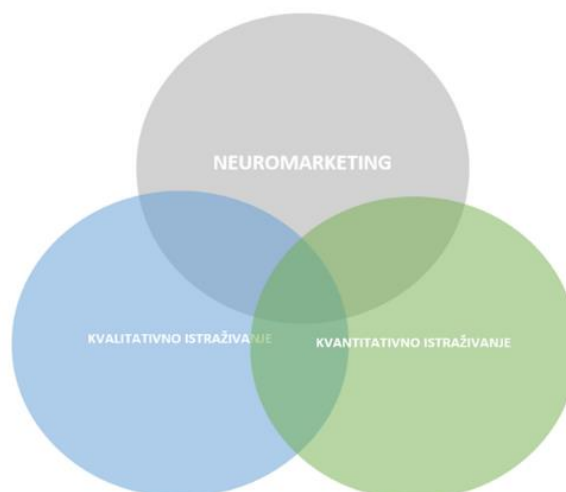 NEUROMARKETING
KVALITATIVNO ISTRAŽIVANJE
KVANTITATIVNO ISTRAŽIVANJE